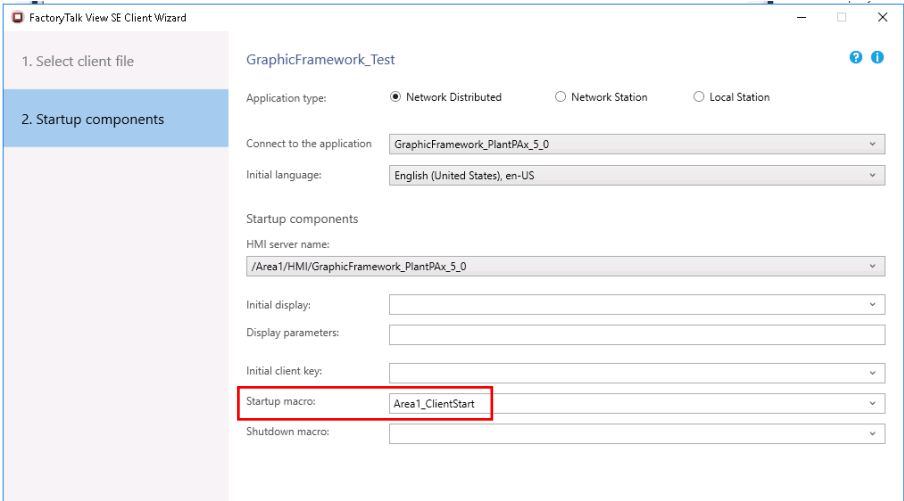 FactoryTalk View SE Client Wizard
1. Select client file
2. Startup components
GraphicFramework_Test
Application type: Network Distributed Network Station Local Station
Connect to the application GraphicFramework_PlantPAx_5_0
Initial language: English (United States), en-US
Startup components
HMI server name:
/Area1/HMI/GraphicFramework_PlantPAx_5_0
Initial display:
Display parameters:
Initial client key:
Startup macro: Area1_ClientStart
Shutdown macro: